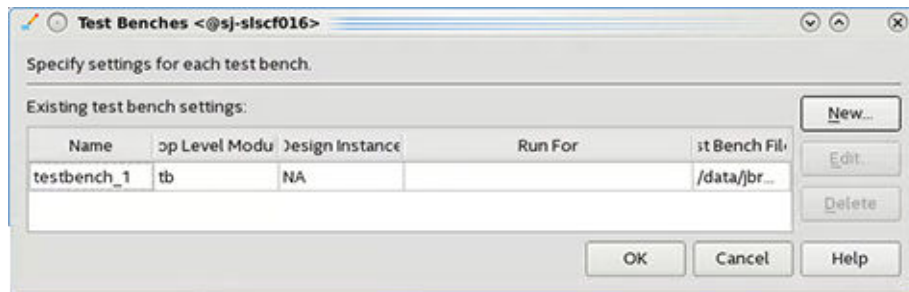 Test Benches <@sj-slscf016>
Specify settings for each test bench.
Existing test bench settings:
New...
Name op Level Modu Design Instance Run For st Bench File
testbench_1 tb NA /data/jbr...
Edit...
Delete
OK Cancel Help